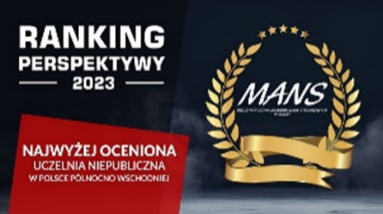 RANKING
PERSPEKTYWY
2023
NAJWYŻEJ OCENIONA
UCZELNIA NIEPUBLICZNA
W POLSCE PÓŁNOCNO WSCHODNIEJ
MANS